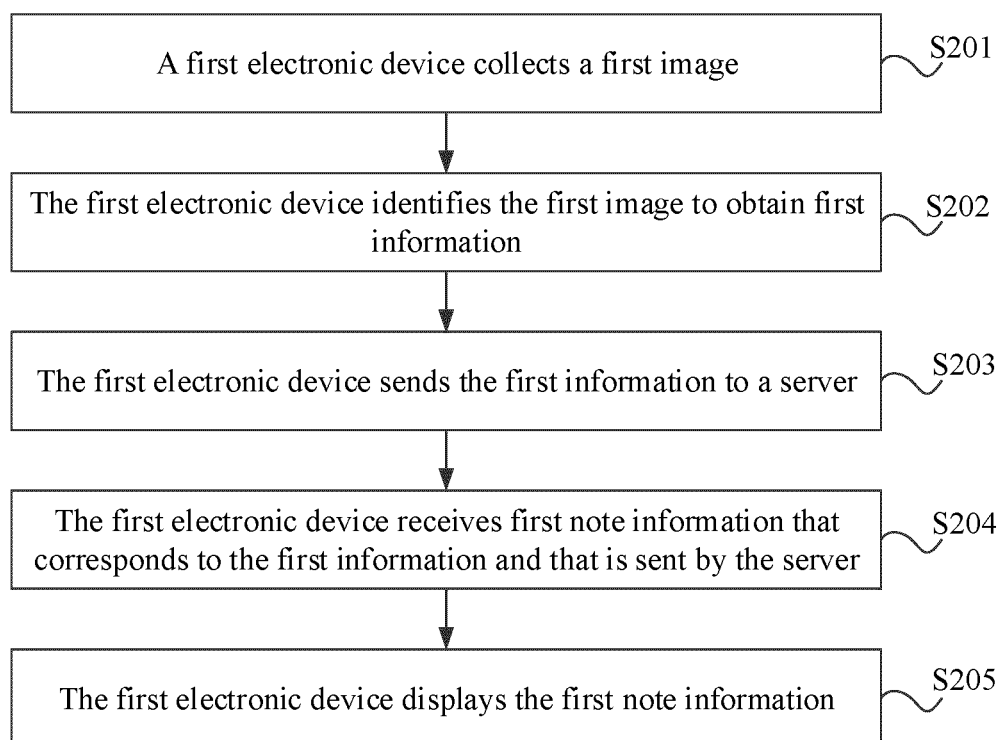 A first electronic device collects a first image
S201
The first electronic device identifies the first image to obtain first
information
S202
The first electronic device sends the first information to a server
S203
The first electronic device receives first note information that
corresponds to the first information and that is sent by the server
S204
The first electronic device displays the first note information
S205